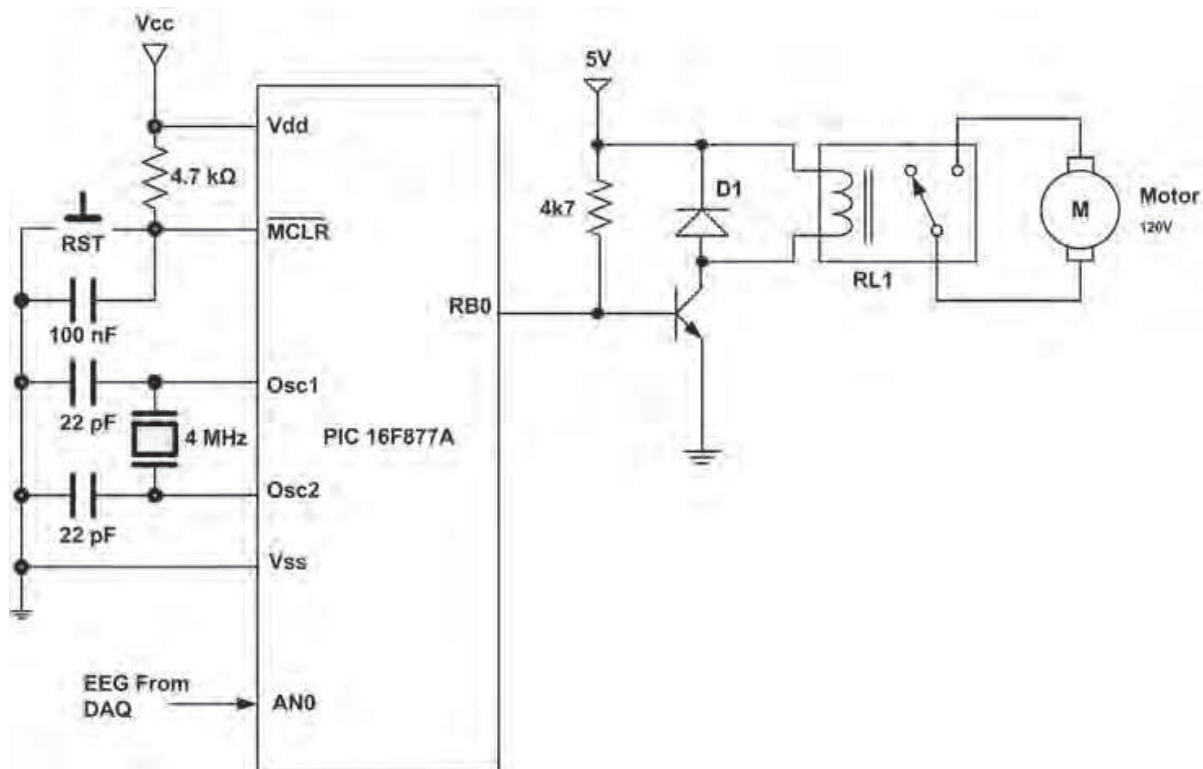 Vcc
5V
Vdd
4.7 kΩ
D1
4k7
Motor
M
120V
RST
MCLR
RL1
RB0
100 nF
Osc1
22 pF
4 MHz
PIC 16F877A
Osc2
22 pF
Vss
EEG From
DAQ
AN0